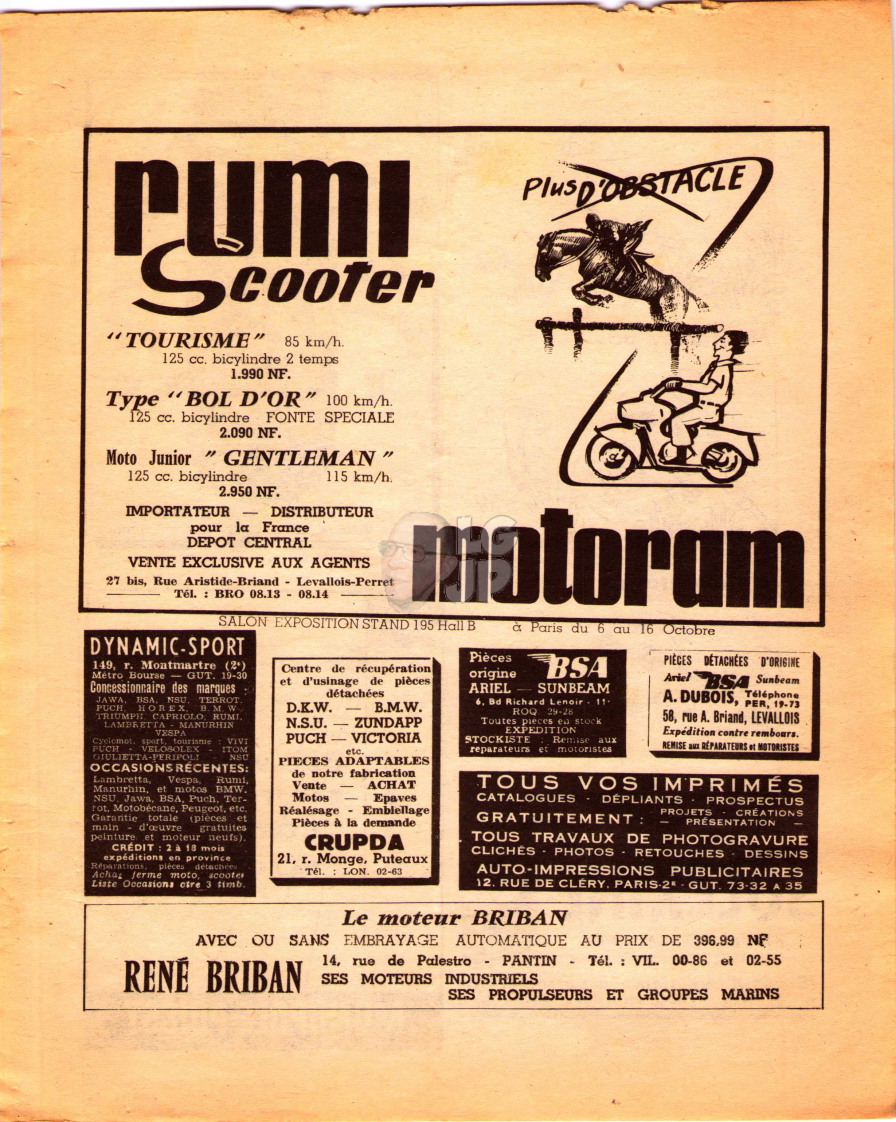 rumi
Scooter
Plus D'OBSTACLE
“TOURISME” 85 km/h.
125 cc. bicylindre 2 temps
1.990 NF.
Type “BOL D'OR” 100 km/h.
125 cc. bicylindre FONTE SPECIALE
2.090 NF.
Moto Junior ” GENTLEMAN ”
125 cc. bicylindre 115 km/h.
2.950 NF.
IMPORTATEUR — DISTRIBUTEUR
pour la France
DEPOT CENTRAL
VENTE EXCLUSIVE AUX AGENTS
27 bis, Rue Aristide-Briand - Levallois-Perret
Tél. : BRO 08.13 - 08.14
motoram
LG
JP
SALON EXPOSITION STAND 195 Hall B à Paris du 6 au 16 Octobre
DYNAMIC-SPORT
149, r. Montmartre (2ᵉ)
Métro Bourse — GUT. 19-30
Concessionnaire des marques :
JAWA, BSA, NSU, TERROT,
PUCH, HOREX, B.M.W.,
TRIUMPH, CAPRIOLO, RUMI,
LAMBRETTA - MANURHIN
VESPA
Cyclomot. sport, tourisme : VIVI
PUCH - VELOSOLEX - ITOM
GIULIETTA-PERIPOLI - NSU
OCCASIONS RÉCENTES:
Lambretta, Vespa, Rumi,
Manurhin, et motos BMW,
NSU, Jawa, BSA, Puch, Ter-
rot, Motobécane, Peugeot, etc.
Garantie totale (pièces et
main - d'œuvre gratuites
peinture et moteur neufs).
CRÉDIT : 2 à 18 mois
expéditions en province
Réparations, pièces détachées
Achat ferme moto, scooter
Liste Occasions ctre 3 timb.
Centre de récupération
et d'usinage de pièces
détachées
D.K.W. — B.M.W.
N.S.U. — ZUNDAPP
PUCH — VICTORIA
etc.
PIECES ADAPTABLES
de notre fabrication
Vente — ACHAT
Motos — Epaves
Réalésage - Embiellage
Pièces à la demande
CRUPDA
21, r. Monge, Puteaux
Tél. : LON. 02-63
Pièces
origine BSA
ARIEL — SUNBEAM
6, Bd Richard Lenoir - 11ᵉ
ROQ 29-28
Toutes pièces en stock
EXPEDITION
STOCKISTE : Remise aux
reparateurs et motoristes
PIÈCES DÉTACHÉES D'ORIGINE
Ariel BSA Sunbeam
A. DUBOIS, Téléphone
PER, 19-73
58, rue A. Briand, LEVALLOIS
Expédition contre rembours.
REMISE aux RÉPARATEURS et MOTORISTES
TOUS VOS IMPRIMÉS
CATALOGUES - DÉPLIANTS - PROSPECTUS
GRATUITEMENT : PROJETS - CRÉATIONS
— PRÉSENTATION —
TOUS TRAVAUX DE PHOTOGRAVURE
CLICHÉS - PHOTOS - RETOUCHES - DESSINS
AUTO-IMPRESSIONS PUBLICITAIRES
12, RUE DE CLÉRY, PARIS-2ᴱ - GUT. 73-32 A 35
Le moteur BRIBAN
AVEC OU SANS EMBRAYAGE AUTOMATIQUE AU PRIX DE 396,99 NF
RENÉ BRIBAN
14, rue de Palestro - PANTIN - Tél. : VIL. 00-86 et 02-55
SES MOTEURS INDUSTRIELS
SES PROPULSEURS ET GROUPES MARINS